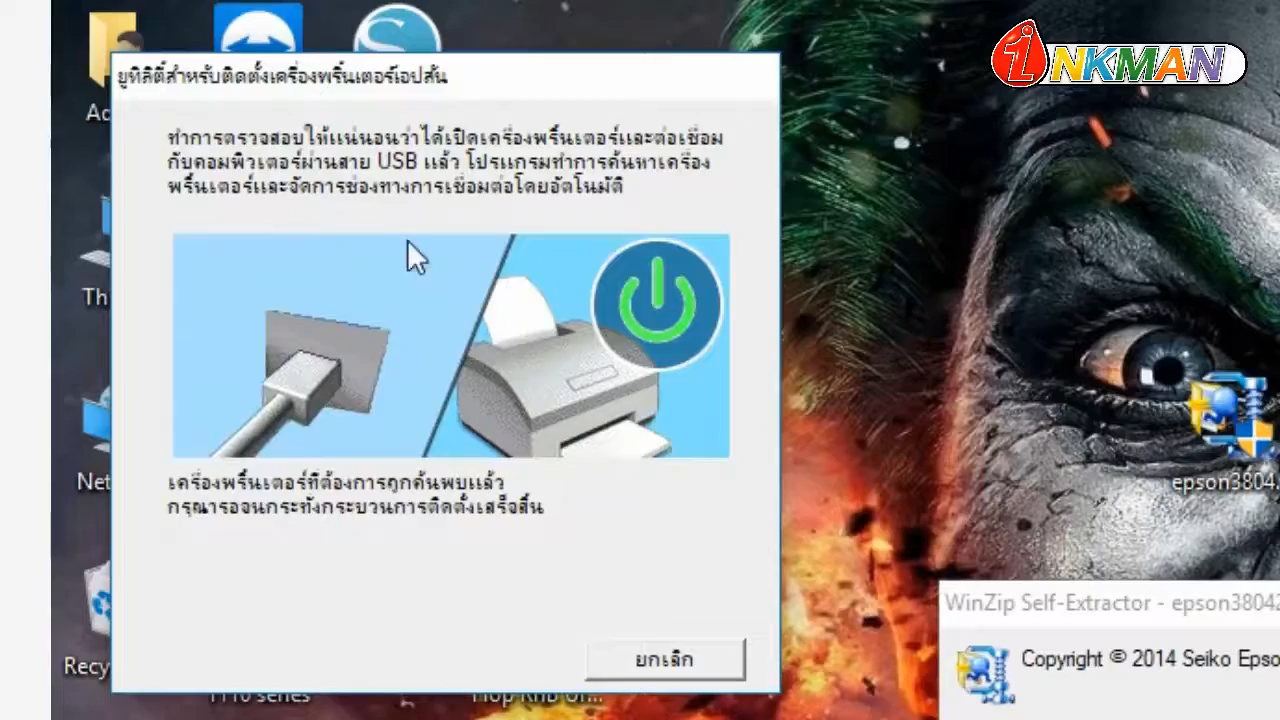 iNKMAN
ยูทิลิตี้สำหรับติดตั้งเครื่องพริ้นเตอร์เอปสัน
Ac
ทำการตรวจสอบให้แน่นอนว่าได้เปิดเครื่องพริ้นเตอร์และต่อเชื่อม
กับคอมพิวเตอร์ผ่านสาย USB แล้ว โปรแกรมทำการค้นหาเครื่อง
พริ้นเตอร์และจัดการช่องทางการเชื่อมต่อโดยอัตโนมัติ
Th
เครื่องพริ้นเตอร์ที่ต้องการถูกค้นพบแล้ว
กรุณารอจนกระทั่งกระบวนการติดตั้งเสร็จสิ้น
Net
epson3804
WinZip Self-Extractor - epson38042
Copyright © 2014 Seiko Epso
ยกเลิก
Recy